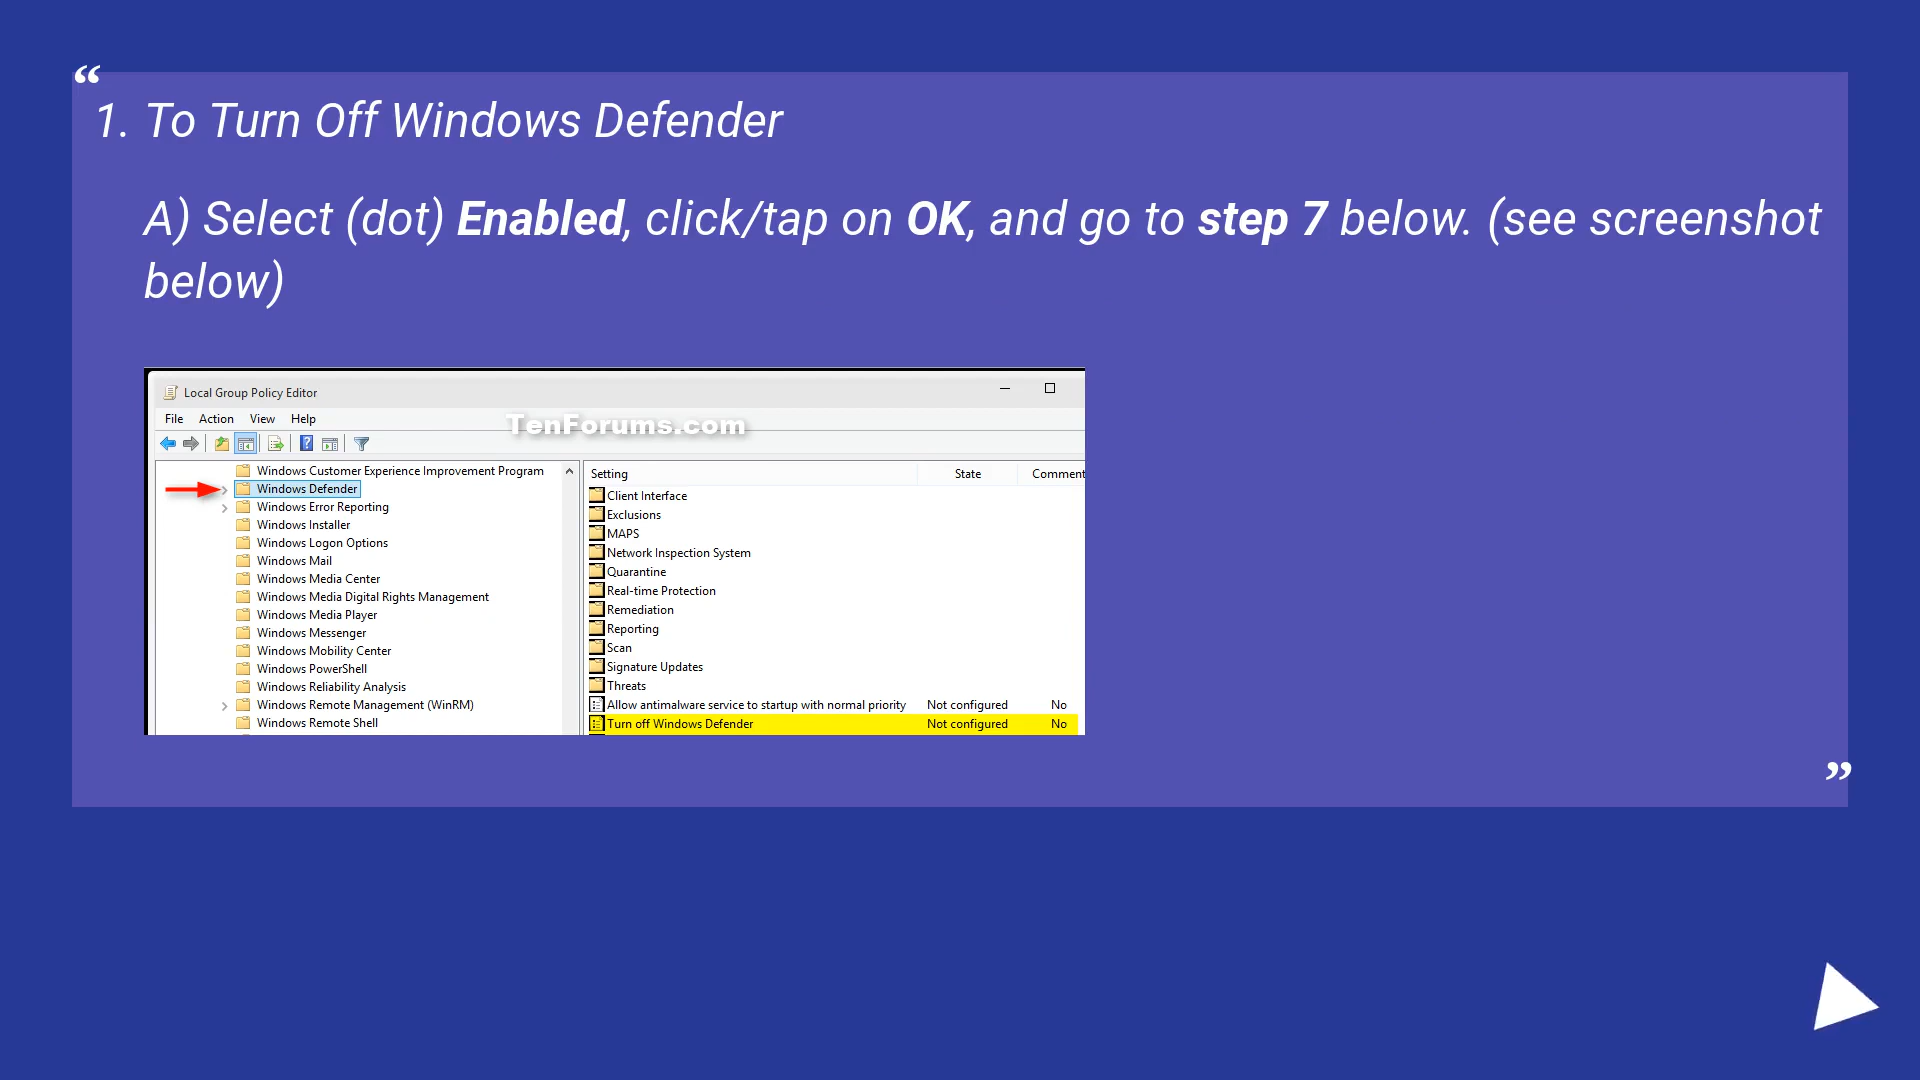 “
1. To Turn Off Windows Defender
A) Select (dot) Enabled, click/tap on OK, and go to step 7 below. (see screenshot
below)
Local Group Policy Editor
File Action View Help
TenForums.com
Windows Customer Experience Improvement Program
Windows Defender
Windows Error Reporting
Windows Installer
Windows Logon Options
Windows Mail
Windows Media Center
Windows Media Digital Rights Management
Windows Media Player
Windows Messenger
Windows Mobility Center
Windows PowerShell
Windows Reliability Analysis
Windows Remote Management (WinRM)
Windows Remote Shell
Setting State Comment
Client Interface
Exclusions
MAPS
Network Inspection System
Quarantine
Real-time Protection
Remediation
Reporting
Scan
Signature Updates
Threats
Allow antimalware service to startup with normal priority Not configured No
Turn off Windows Defender Not configured No
”